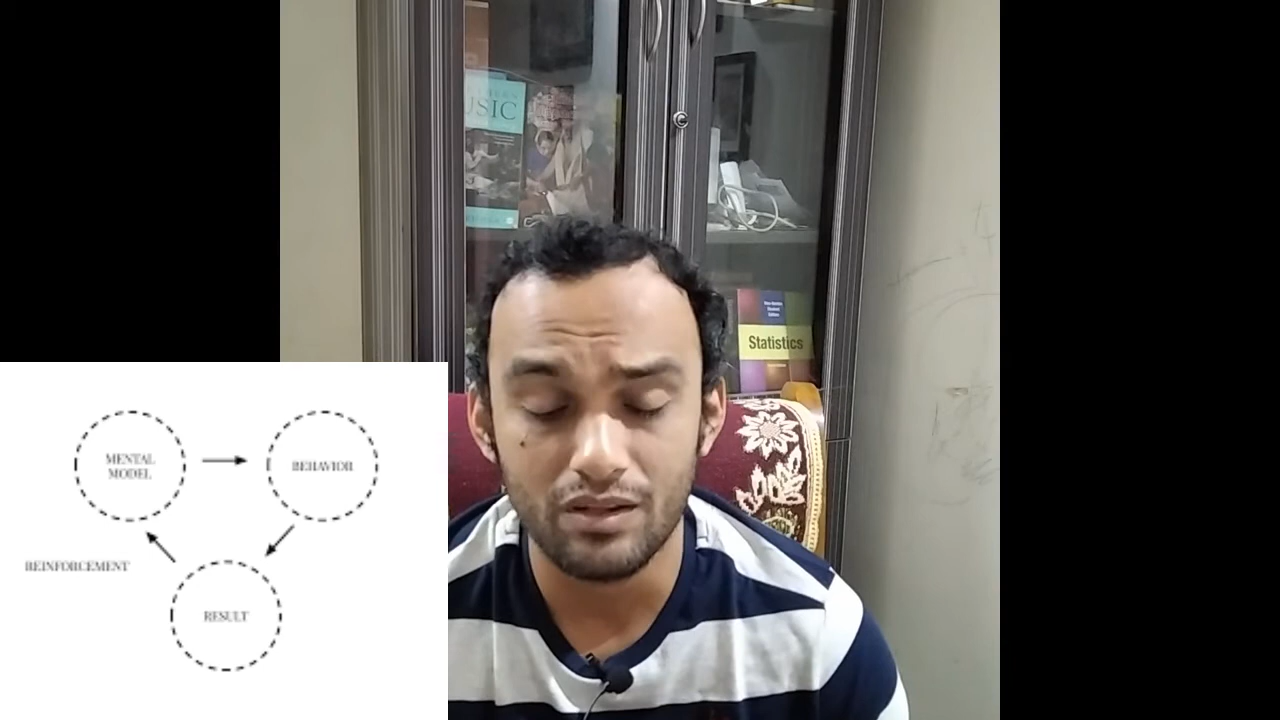 USIC
Statistics
MENTAL
MODEL
BEHAVIOR
REINFORCEMENT
RESULT